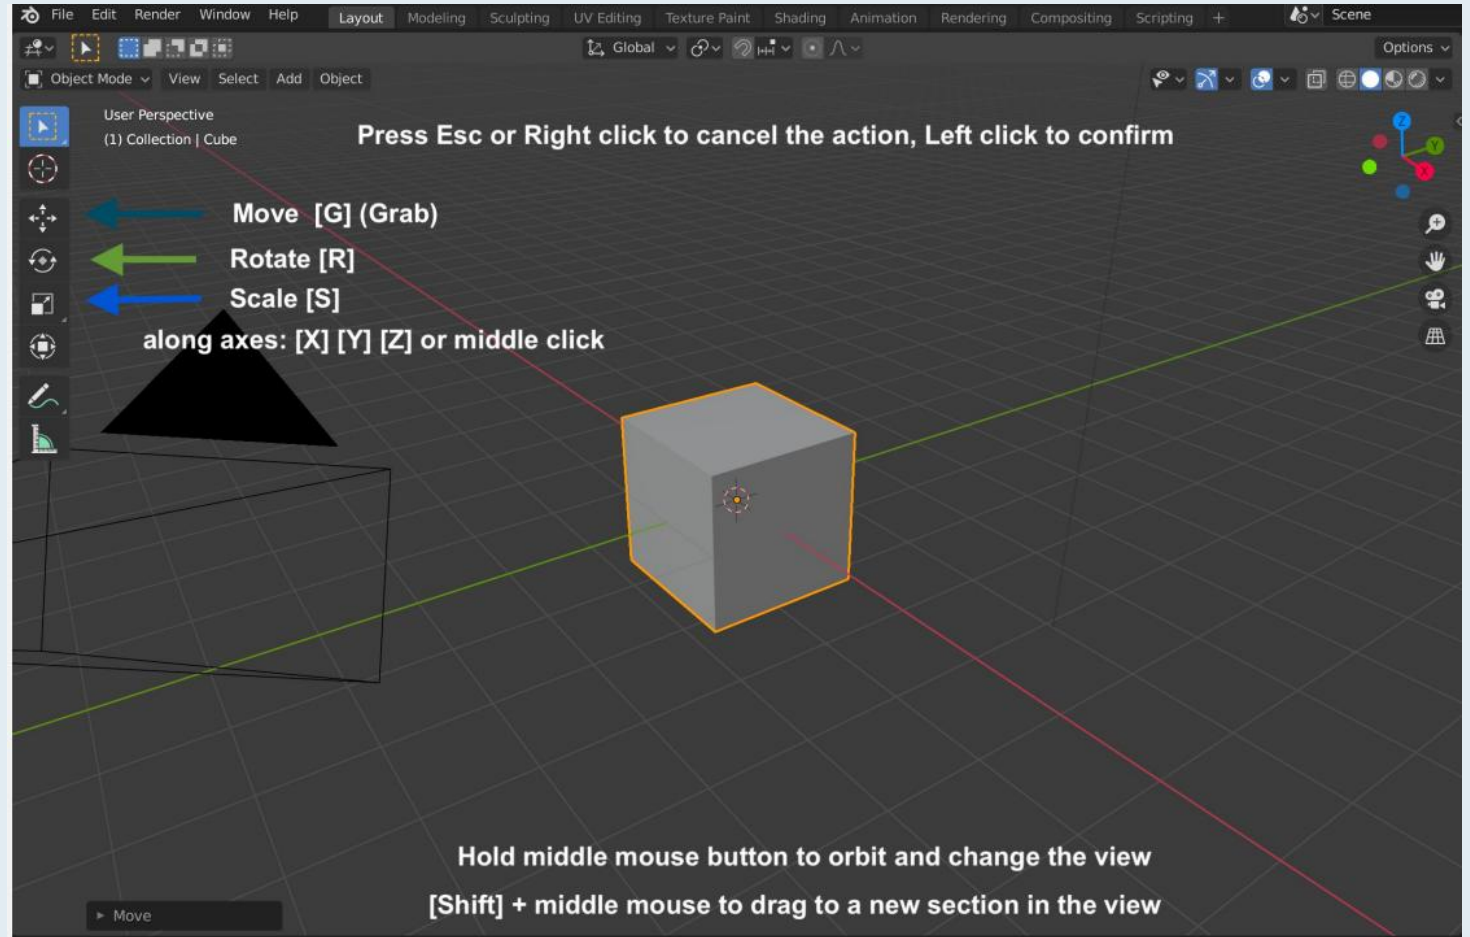 File Edit Render Window Help Layout Modeling Sculpting UV Editing Texture Paint Shading Animation Rendering Compositing Scripting + Scene
Global Options
Object Mode View Select Add Object
User Perspective
(1) Collection | Cube
Press Esc or Right click to cancel the action, Left click to confirm
Z
Y
X
Move [G] (Grab)
Rotate [R]
Scale [S]
along axes: [X] [Y] [Z] or middle click
Hold middle mouse button to orbit and change the view
[Shift] + middle mouse to drag to a new section in the view
Move